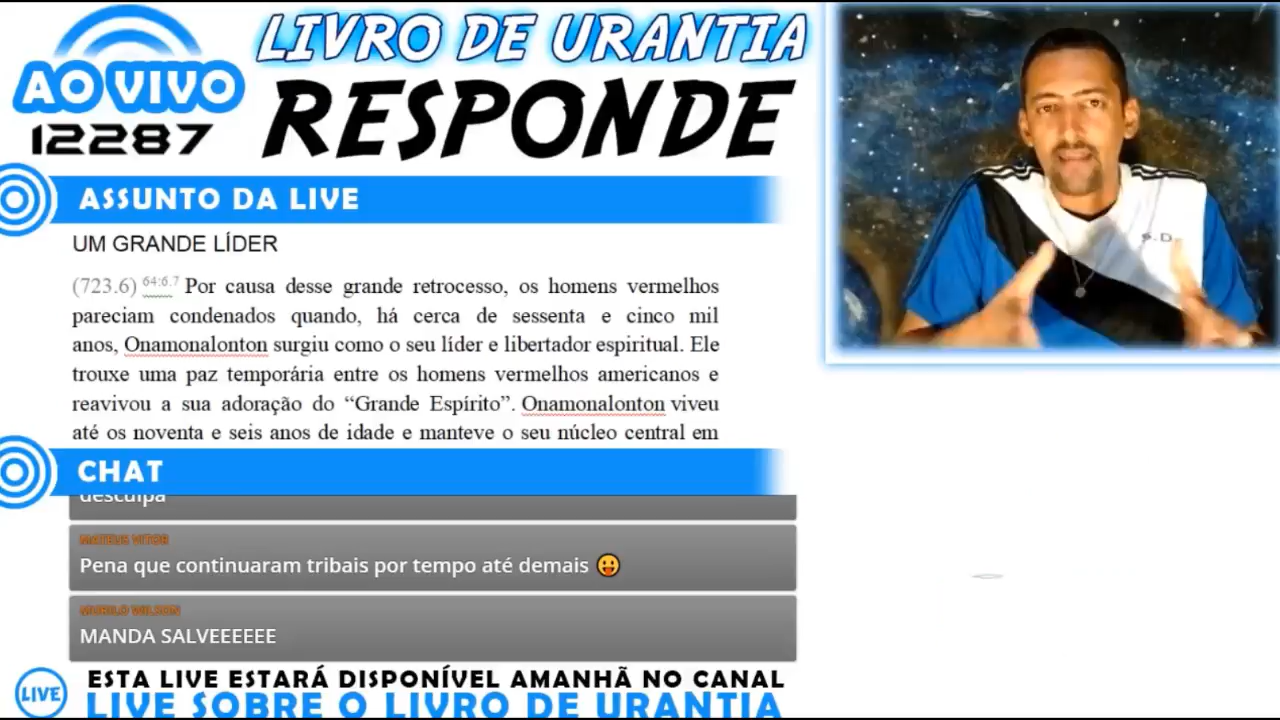 AO VIVO
12287
LIVRO DE URANTIA
RESPONDE
ASSUNTO DA LIVE
UM GRANDE LÍDER
(723.6) 64:6.7 Por causa desse grande retrocesso, os homens vermelhos
pareciam condenados quando, há cerca de sessenta e cinco mil
anos, Onamonalonton surgiu como o seu líder e libertador espiritual. Ele
trouxe uma paz temporária entre os homens vermelhos americanos e
reavivou a sua adoração do “Grande Espírito”. Onamonalonton viveu
até os noventa e seis anos de idade e manteve o seu núcleo central em
CHAT
desculpa
MATEUS VITOR
Pena que continuaram tribais por tempo até demais 😛
MURILO WILSON
MANDA SALVEEEEEE
LIVE
ESTA LIVE ESTARÁ DISPONÍVEL AMANHÃ NO CANAL
LIVE SOBRE O LIVRO DE URANTIA
S.D.